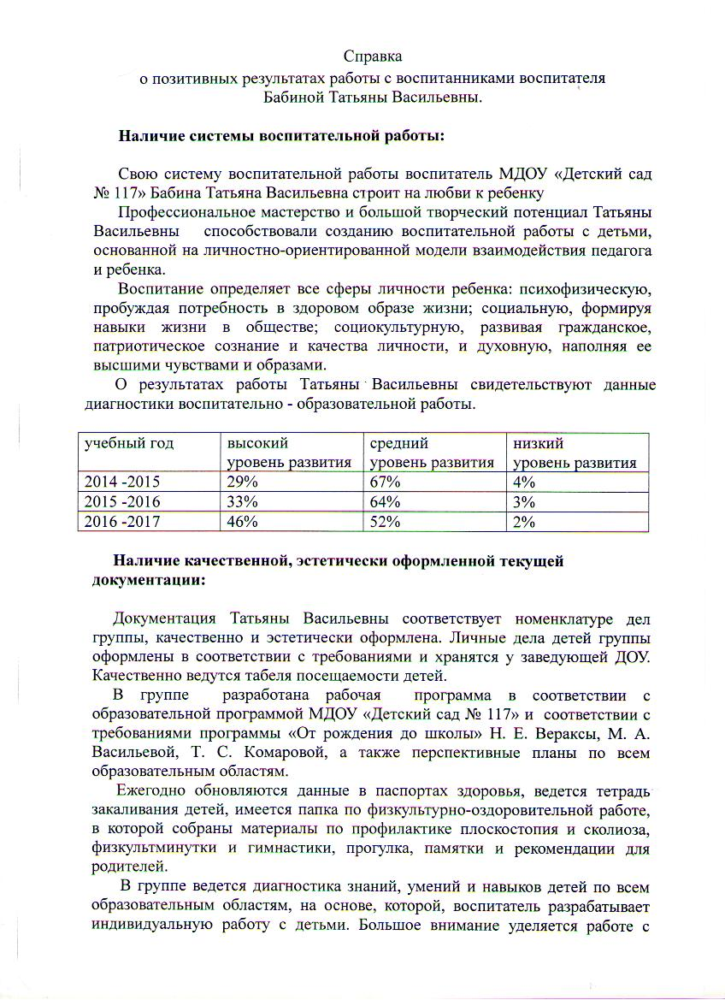 Справка
о позитивных результатах работы с воспитанниками воспитателя
Бабиной Татьяны Васильевны.
Наличие системы воспитательной работы:
Свою систему воспитательной работы воспитатель МДОУ «Детский сад
№ 117» Бабина Татьяна Васильевна строит на любви к ребенку
Профессиональное мастерство и большой творческий потенциал Татьяны
Васильевны способствовали созданию воспитательной работы с детьми,
основанной на личностно-ориентированной модели взаимодействия педагога
и ребенка.
Воспитание определяет все сферы личности ребенка: психофизическую,
пробуждая потребность в здоровом образе жизни; социальную, формируя
навыки жизни в обществе; социокультурную, развивая гражданское,
патриотическое сознание и качества личности, и духовную, наполняя ее
высшими чувствами и образами.
О результатах работы Татьяны Васильевны свидетельствуют данные
диагностики воспитательно - образовательной работы.
учебный год высокий средний низкий
уровень развития уровень развития уровень развития
2014 -2015 29% 67% 4%
2015 -2016 33% 64% 3%
2016 -2017 46% 52% 2%
Наличие качественной, эстетически оформленной текущей
документации:
Документация Татьяны Васильевны соответствует номенклатуре дел
группы, качественно и эстетически оформлена. Личные дела детей группы
оформлены в соответствии с требованиями и хранятся у заведующей ДОУ.
Качественно ведутся табеля посещаемости детей.
В группе разработана рабочая программа в соответствии с
образовательной программой МДОУ «Детский сад № 117» и соответствии с
требованиями программы «От рождения до школы» Н. Е. Вераксы, М. А.
Васильевой, Т. С. Комаровой, а также перспективные планы по всем
образовательным областям.
Ежегодно обновляются данные в паспортах здоровья, ведется тетрадь
закаливания детей, имеется папка по физкультурно-оздоровительной работе,
в которой собраны материалы по профилактике плоскостопия и сколиоза,
физкультминутки и гимнастики, прогулка, памятки и рекомендации для
родителей.
В группе ведется диагностика знаний, умений и навыков детей по всем
образовательным областям, на основе, которой, воспитатель разрабатывает
индивидуальную работу с детьми. Большое внимание уделяется работе с